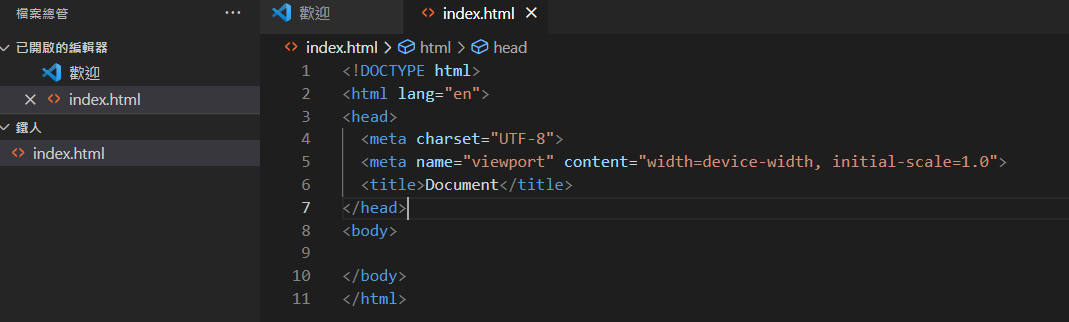 檔案總管 ···
已開啟的編輯器
歡迎
index.html
鐵人
index.html
歡迎 index.html
index.html > html > head
1 <!DOCTYPE html>
2 <html lang="en">
3 <head>
4 <meta charset="UTF-8">
5 <meta name="viewport" content="width=device-width, initial-scale=1.0">
6 <title>Document</title>
7 </head>
8 <body>
9
10 </body>
11 </html>